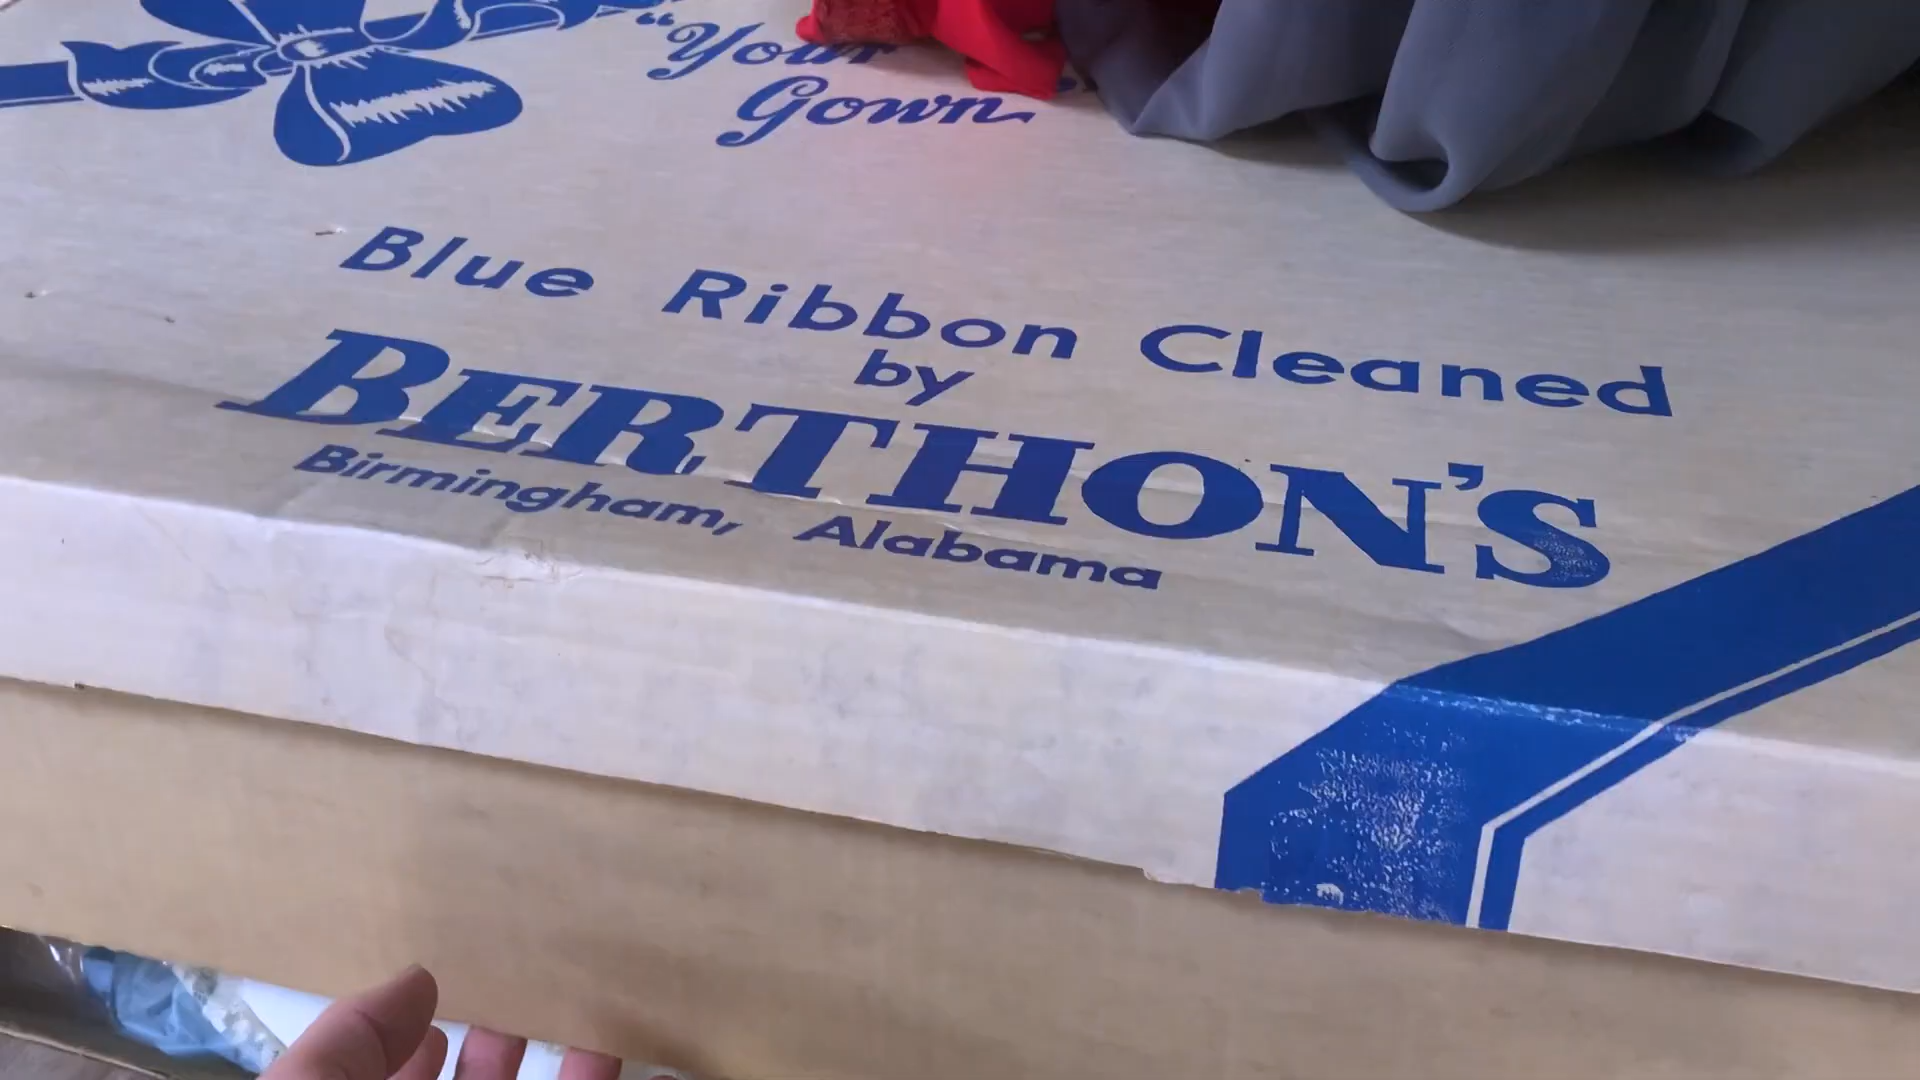 "Your
Gown"
Blue Ribbon Cleaned
by
BERTHON'S
Birmingham, Alabama